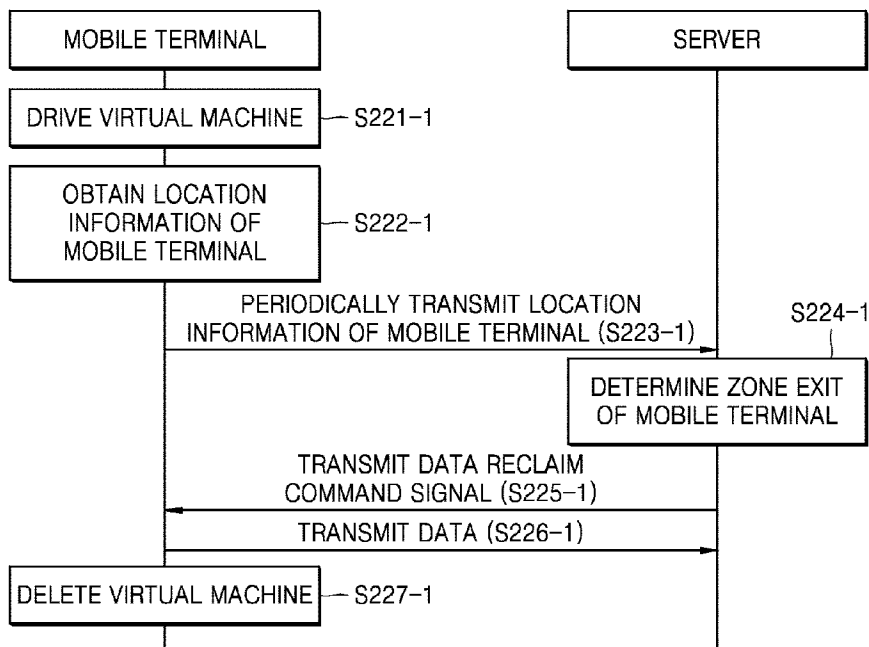 MOBILE TERMINAL
SERVER
DRIVE VIRTUAL MACHINE
S221-1
OBTAIN LOCATION
INFORMATION OF
MOBILE TERMINAL
S222-1
PERIODICALLY TRANSMIT LOCATION
INFORMATION OF MOBILE TERMINAL (S223-1)
S224-1
DETERMINE ZONE EXIT
OF MOBILE TERMINAL
TRANSMIT DATA RECLAIM
COMMAND SIGNAL (S225-1)
TRANSMIT DATA (S226-1)
DELETE VIRTUAL MACHINE
S227-1